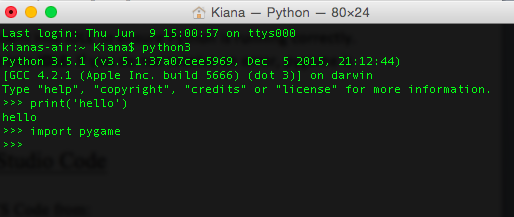 Kiana — Python — 80×24
Last login: Thu Jun  9 15:00:57 on ttys000
kianas-air:~ Kiana$ python3
Python 3.5.1 (v3.5.1:37a07cee5969, Dec  5 2015, 21:12:44)
[GCC 4.2.1 (Apple Inc. build 5666) (dot 3)] on darwin
Type "help", "copyright", "credits" or "license" for more information.
>>> print('hello')
hello
>>> import pygame
>>>
Studio Code